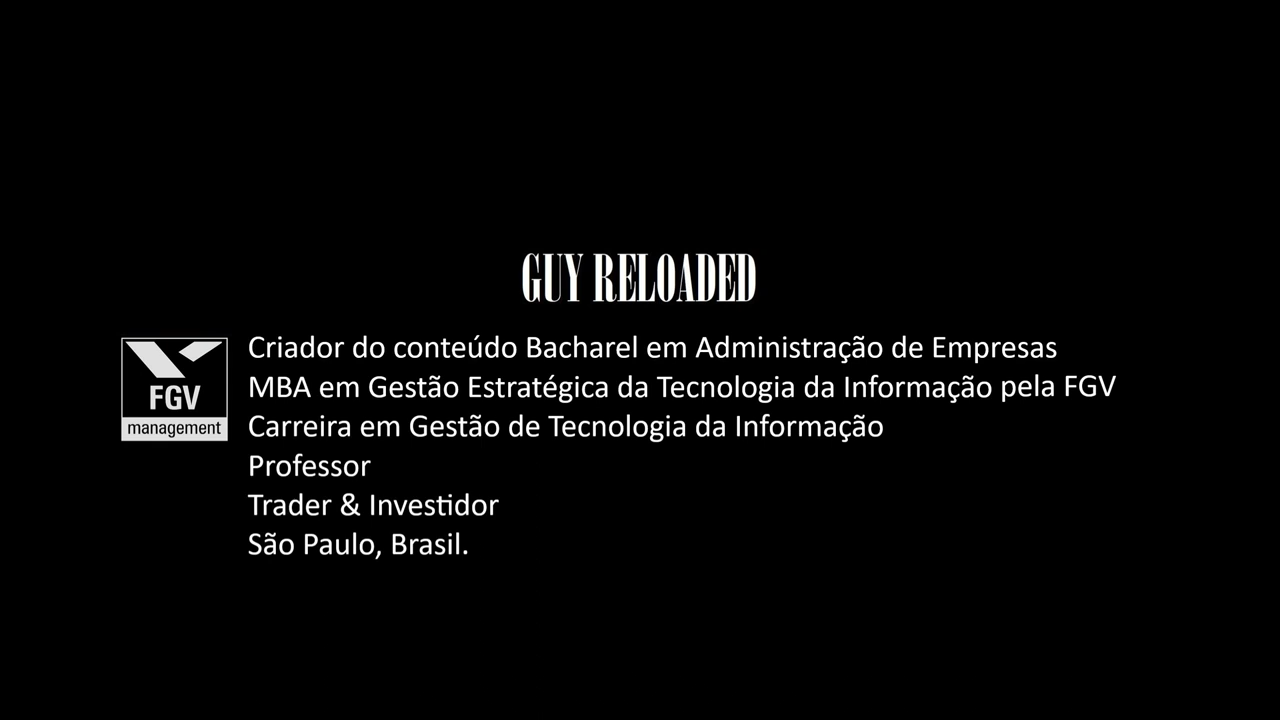 GUY RELOADED
FGV
management
Criador do conteúdo Bacharel em Administração de Empresas
MBA em Gestão Estratégica da Tecnologia da Informação pela FGV
Carreira em Gestão de Tecnologia da Informação
Professor
Trader & Investidor
São Paulo, Brasil.